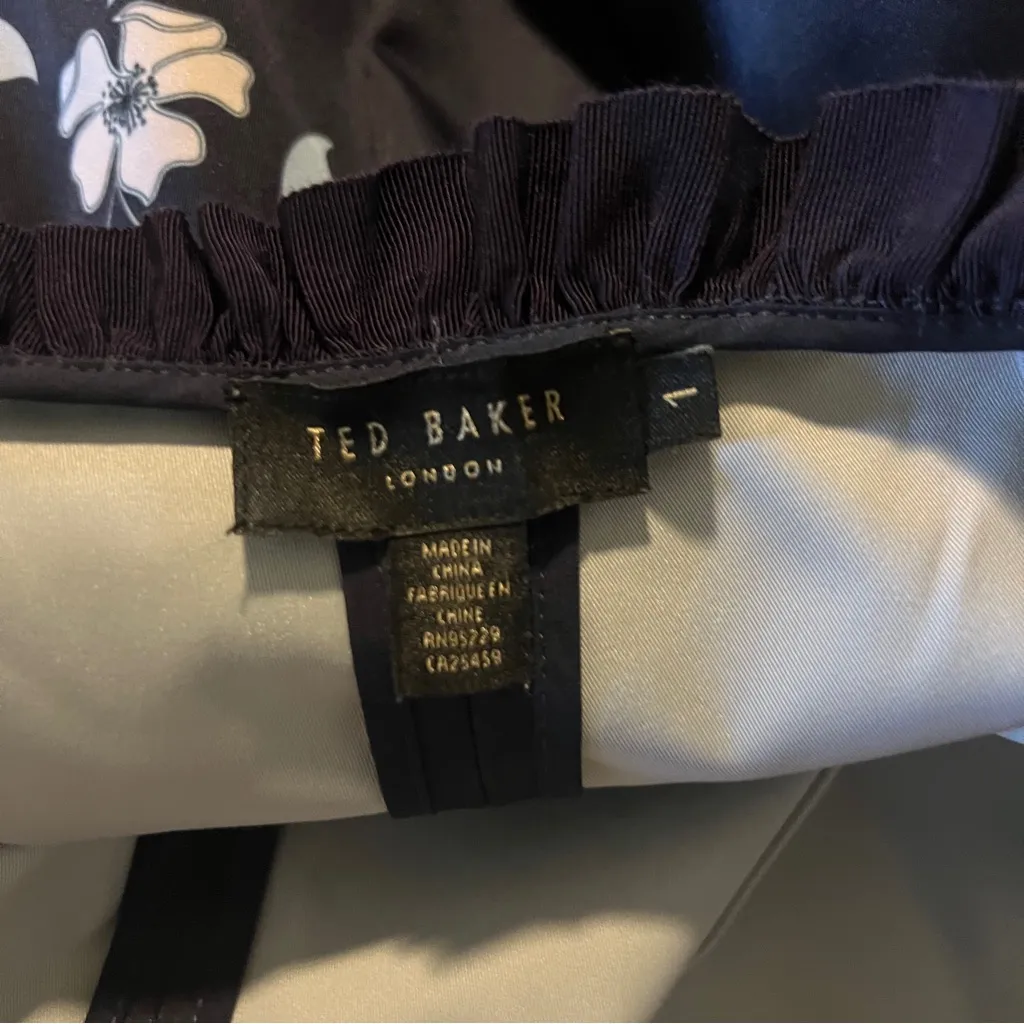 TED BAKER
LONDON
1
MADE IN
CHINA
FABRIQUE EN
CHINE
RN95229
CA25459